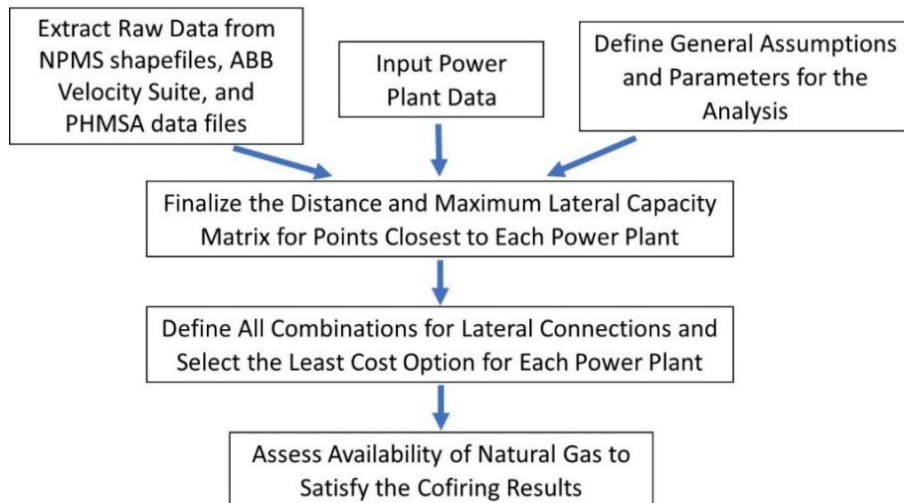 Extract Raw Data from
NPMS shapefiles, ABB
Velocity Suite, and
PHMSA data files
Input Power
Plant Data
Define General Assumptions
and Parameters for the
Analysis
Finalize the Distance and Maximum Lateral Capacity
Matrix for Points Closest to Each Power Plant
Define All Combinations for Lateral Connections and
Select the Least Cost Option for Each Power Plant
Assess Availability of Natural Gas to
Satisfy the Cofiring Results